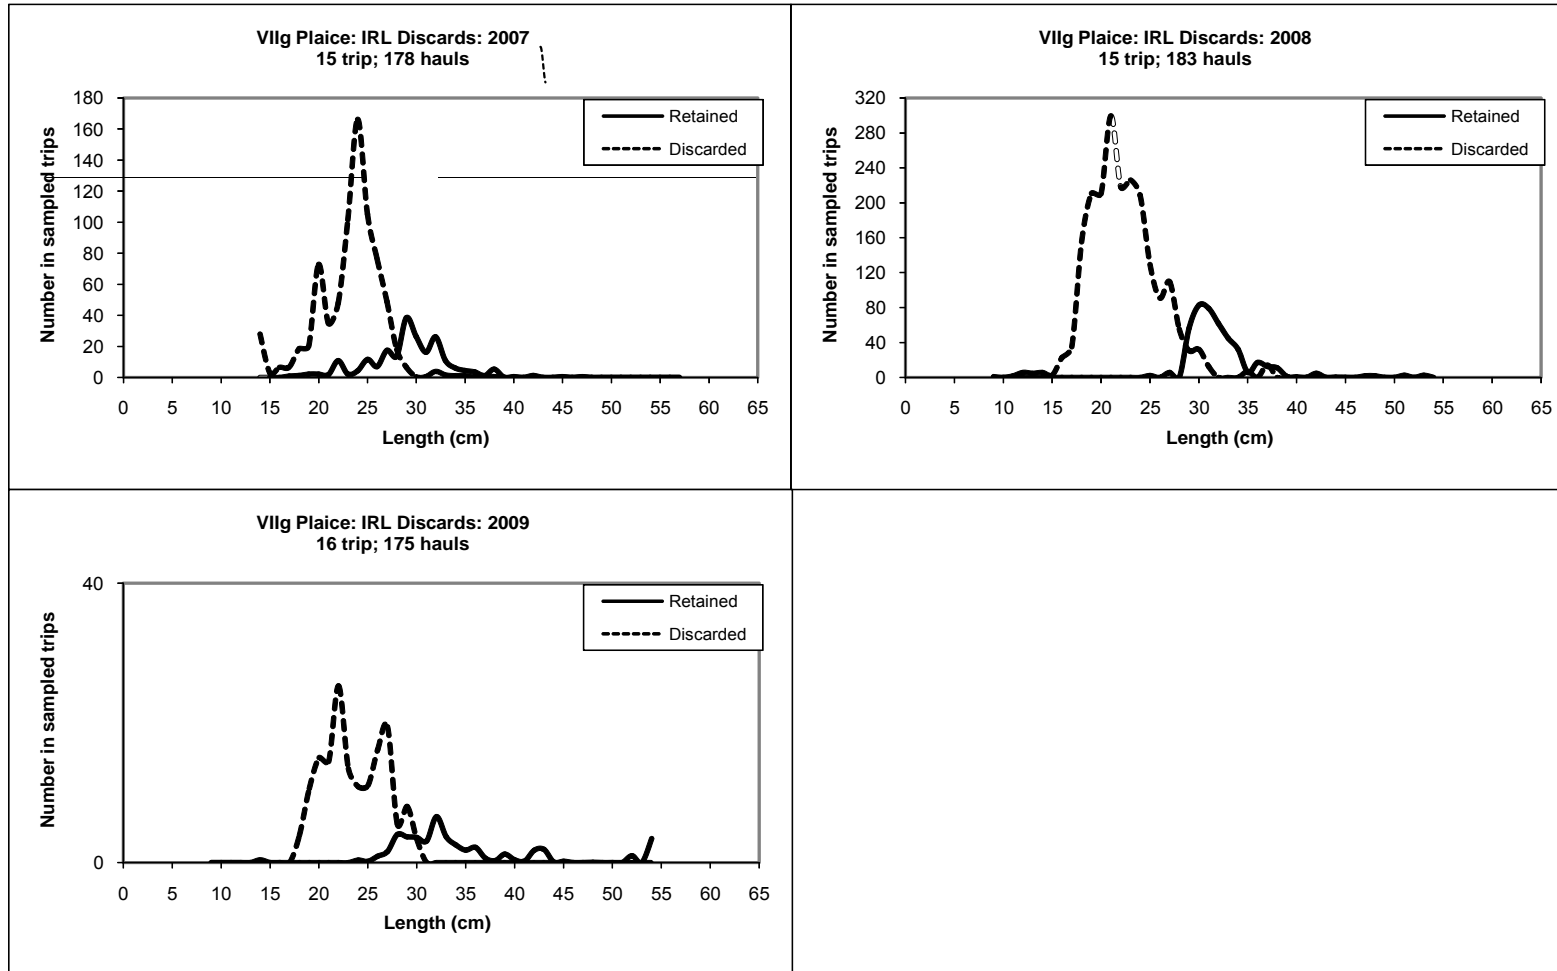 VIIg Plaice: IRL Discards: 2007
15 trip; 178 hauls
Number in sampled trips
180
160
140
120
100
80
60
40
20
0
0 5 10 15 20 25 30 35 40 45 50 55 60 65
Length (cm)
Retained
Discarded
VIIg Plaice: IRL Discards: 2008
15 trip; 183 hauls
Number in sampled trips
320
280
240
200
160
120
80
40
0
0 5 10 15 20 25 30 35 40 45 50 55 60 65
Length (cm)
Retained
Discarded
VIIg Plaice: IRL Discards: 2009
16 trip; 175 hauls
Number in sampled trips
40
0
0 5 10 15 20 25 30 35 40 45 50 55 60 65
Length (cm)
Retained
Discarded